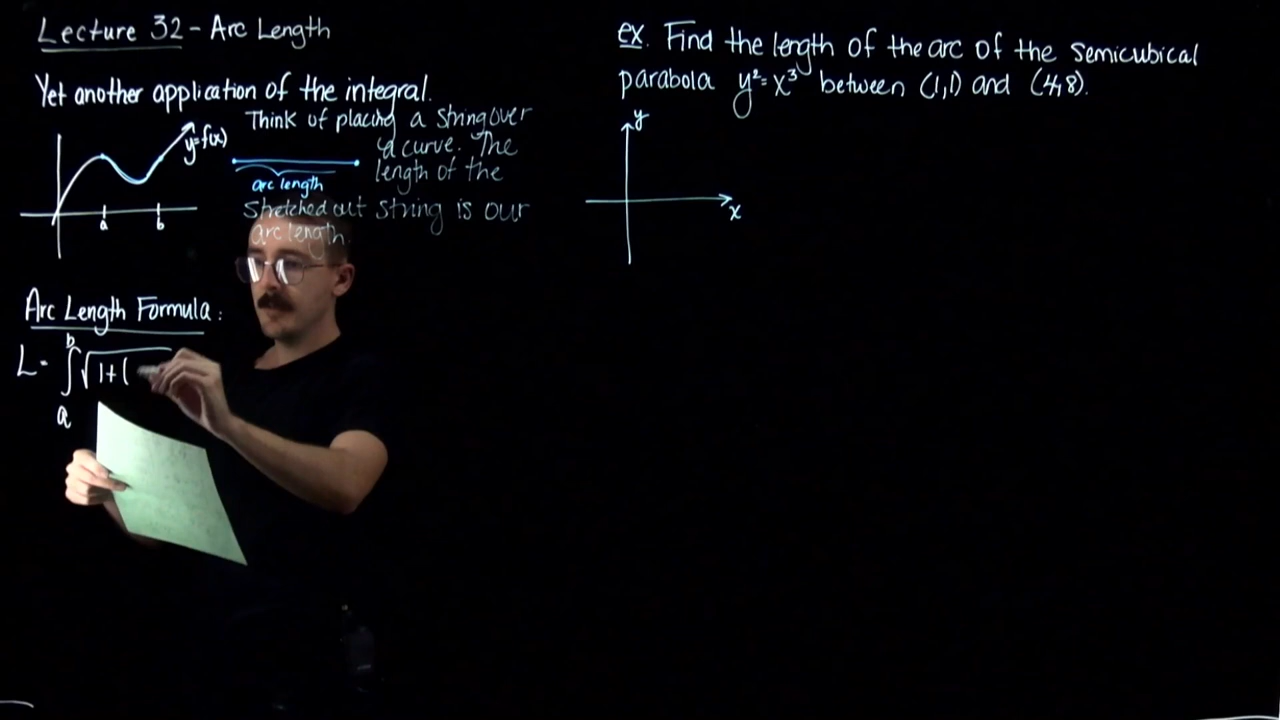 Lecture 32 - Arc Length
Yet another application of the integral.
y=f(x)
a
b
Think of placing a string over
a curve. The
length of the
arc length
Stretched out string is our
arc length.
Arc Length Formula:
L= ∫ₐᵇ √1+(
ex. Find the length of the arc of the semicubical
parabola y²=x³ between (1,1) and (4,8).
y
x